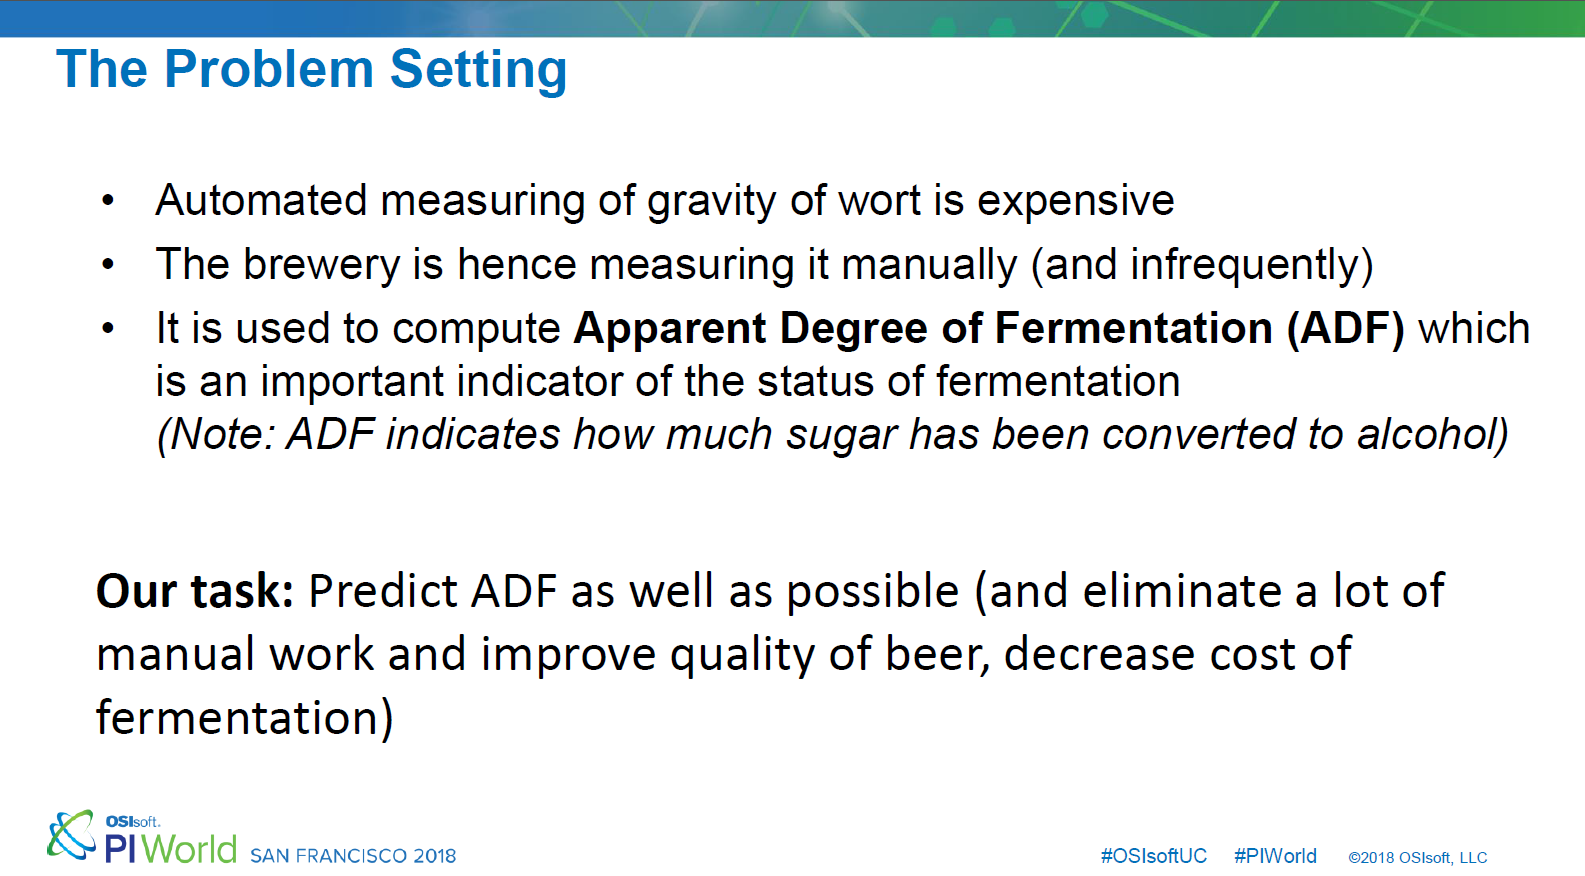 The Problem Setting
• Automated measuring of gravity of wort is expensive
• The brewery is hence measuring it manually (and infrequently)
• It is used to compute Apparent Degree of Fermentation (ADF) which
is an important indicator of the status of fermentation
(Note: ADF indicates how much sugar has been converted to alcohol)
Our task: Predict ADF as well as possible (and eliminate a lot of
manual work and improve quality of beer, decrease cost of
fermentation)
OSIsoft.
PI World SAN FRANCISCO 2018
#OSIsoftUC #PIWorld ©2018 OSIsoft, LLC